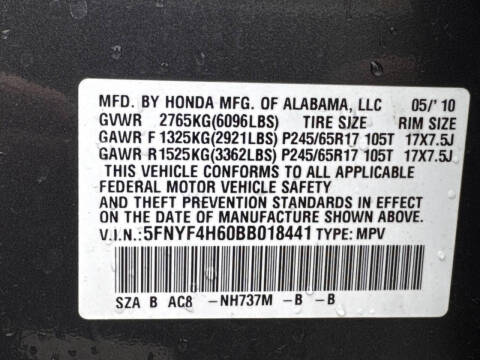 MFD. BY HONDA MFG. OF ALABAMA, LLC 05/' 10
GVWR 2765KG(6096LBS) TIRE SIZE RIM SIZE
GAWR F 1325KG(2921LBS) P245/65R17 105T 17X7.5J
GAWR R 1525KG(3362LBS) P245/65R17 105T 17X7.5J
THIS VEHICLE CONFORMS TO ALL APPLICABLE
FEDERAL MOTOR VEHICLE SAFETY
AND THEFT PREVENTION STANDARDS IN EFFECT
ON THE DATE OF MANUFACTURE SHOWN ABOVE.
V.I.N.: 5FNYF4H60BB018441 TYPE: MPV
SZA B AC8 -NH737M -B -B